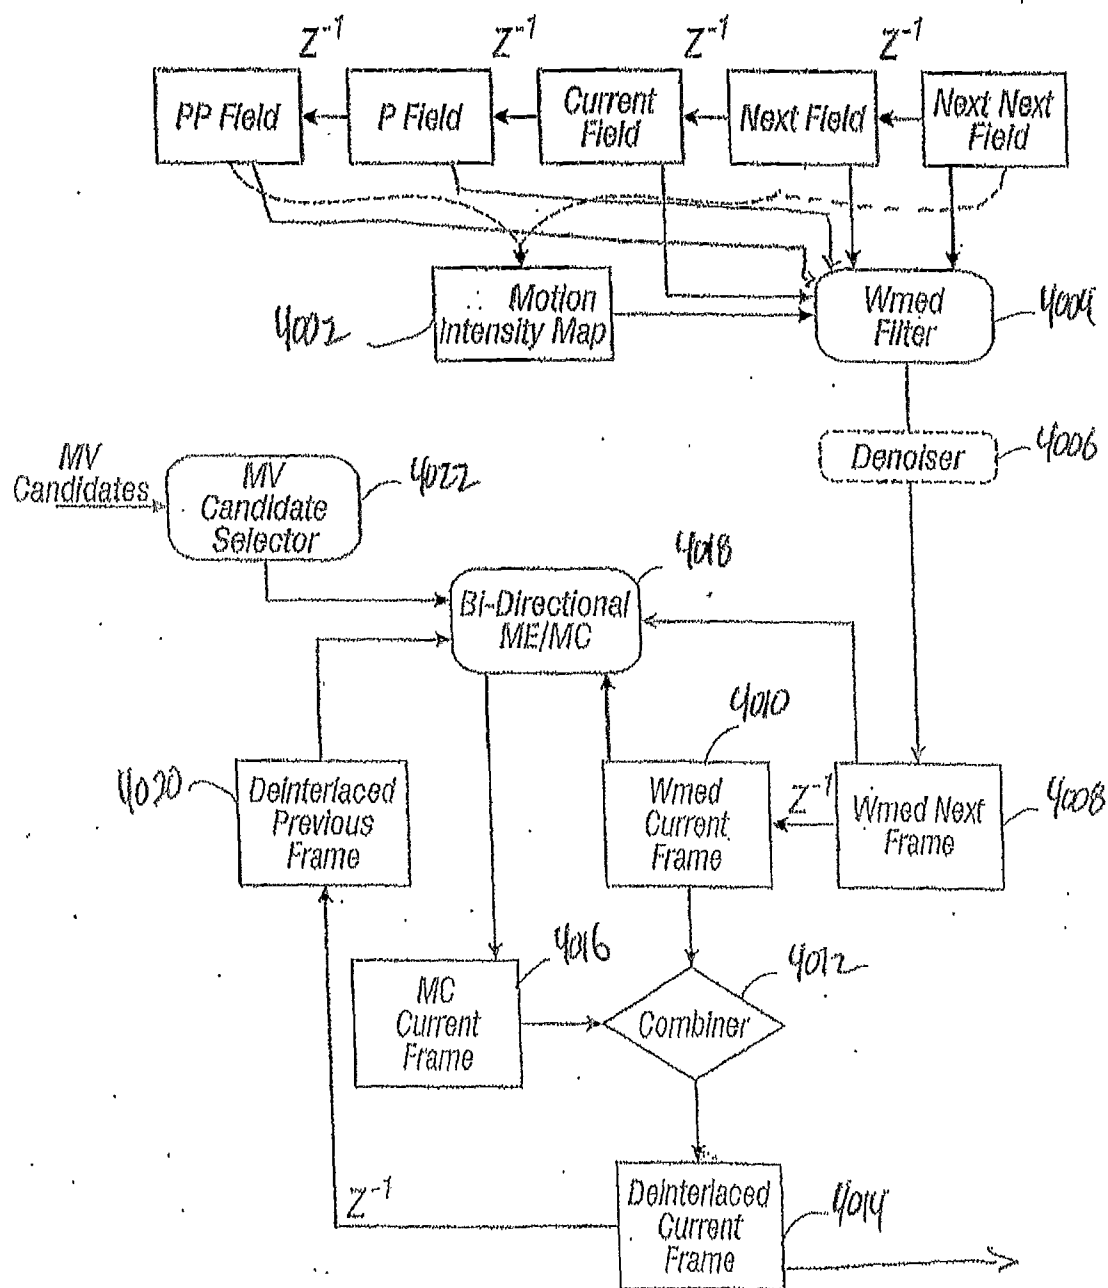 Z⁻¹ Z⁻¹ Z⁻¹ Z⁻¹
PP Field
P Field
Current
Field
Next Field
Next Next
Field
Motion
Intensity Map
4002
Wmed
Filter
4004
Denoiser
4006
MV
Candidates
MV
Candidate
Selector
4022
4018
Bi-Directional
ME/MC
4010
4020
Deinterlaced
Previous
Frame
Wmed
Current
Frame
Z⁻¹
Wmed Next
Frame
4008
4016
MC
Current
Frame
4012
Combiner
Z⁻¹
Deinterlaced
Current
Frame
4014